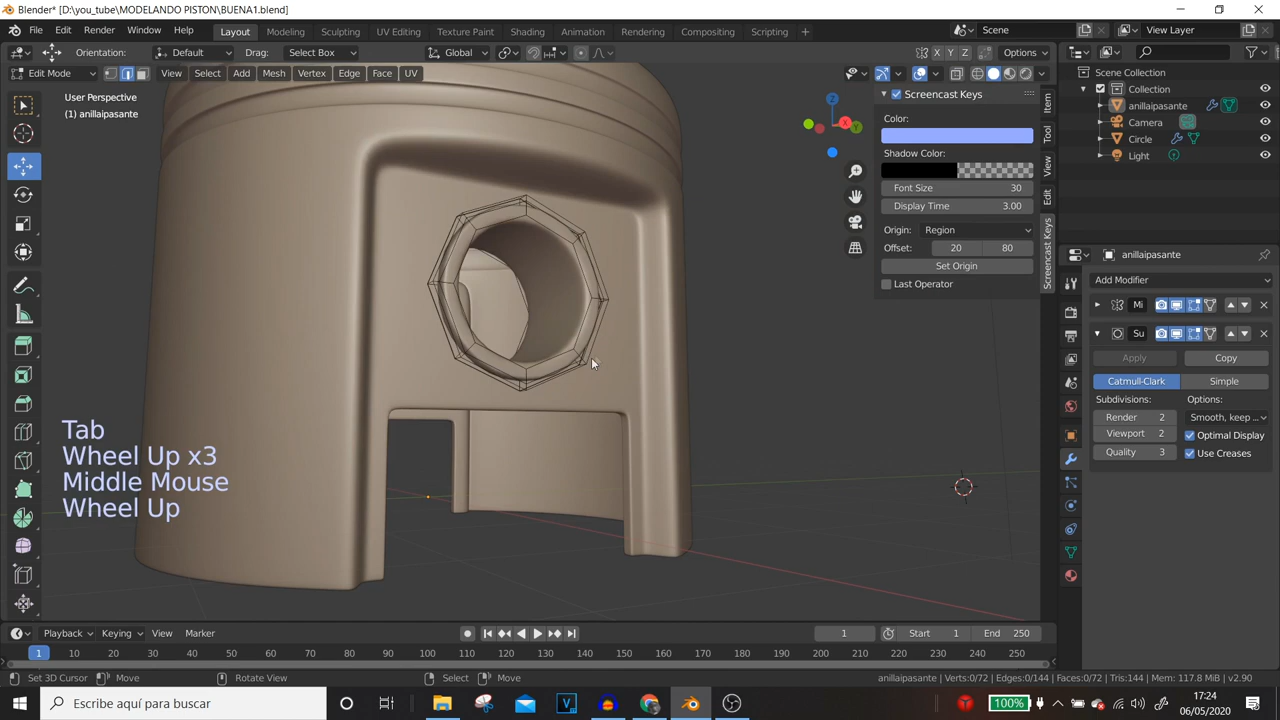 Blender* [D:\you_tube\MODELANDO PISTON\BUENA1.blend]
File Edit Render Window Help Layout Modeling Sculpting UV Editing Texture Paint Shading Animation Rendering Compositing Scripting + Scene View Layer
Orientation: Default Drag: Select Box Global X Y Z Options
Edit Mode View Select Add Mesh Vertex Edge Face UV
User Perspective
(1) anillaipasante
Screencast Keys
Color:
Shadow Color:
Font Size 30
Display Time 3.00
Origin: Region
Offset: 20 80
Set Origin
Last Operator
Item
Tool
View
Edit
Screencast Keys
Z
X
Y
Scene Collection
Collection
anillaipasante
Camera
Circle
Light
anillaipasante
Add Modifier
Mi
Su
Apply Copy
Catmull-Clark Simple
Subdivisions: Options:
Render 2 Smooth, keep ...
Viewport 2 Optimal Display
Quality 3 Use Creases
Tab
Wheel Up x3
Middle Mouse
Wheel Up
Playback Keying View Marker 1 Start 1 End 250
1 10 20 30 40 50 60 70 80 90 100 110 120 130 140 150 160 170 180 190 200 210 220 230 240 250
Set 3D Cursor Move Rotate View Select Move anillaipasante | Verts:0/72 | Edges:0/144 | Faces:0/72 | Tris:144 | Mem: 117.8 MiB | v2.90
Escribe aquí para buscar
100%
17:24
06/05/2020